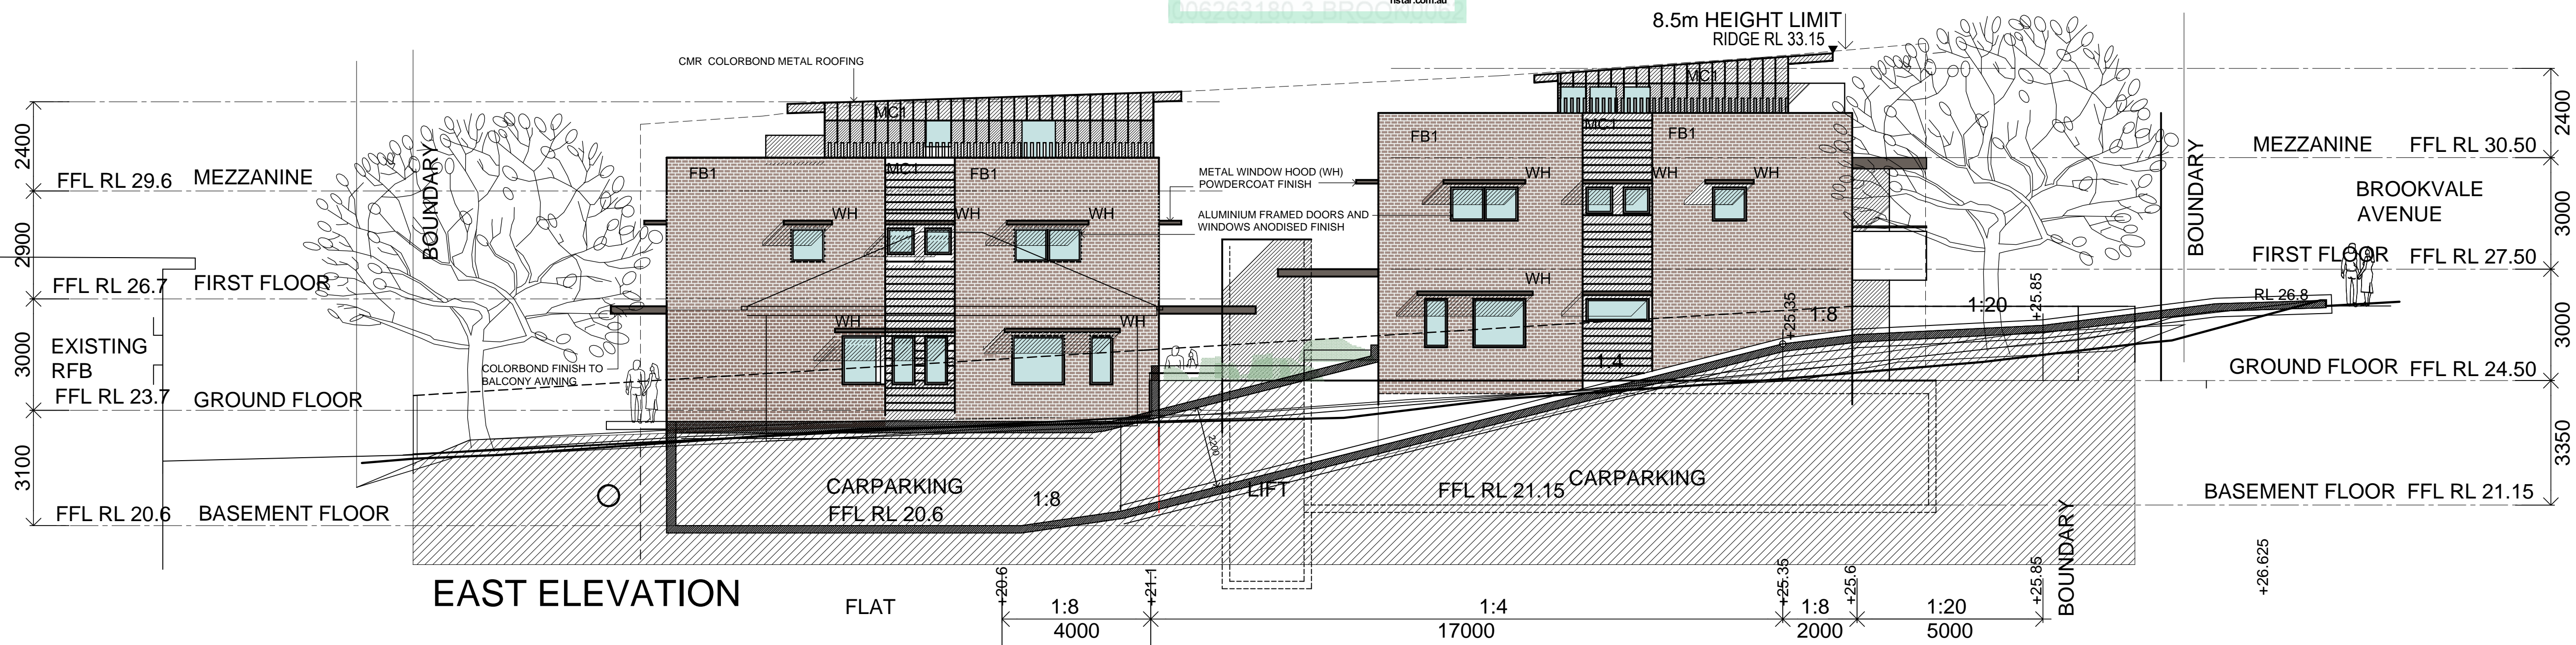 006263180 3 BROOK0062
nstar.com.au
8.5m HEIGHT LIMIT
RIDGE RL 33.15
CMR COLORBOND METAL ROOFING
MC1
MC1
2400
2400
FB1
MC1
FB1
MEZZANINE FFL RL 30.50
FFL RL 29.6 MEZZANINE
BOUNDARY
FB1
MC1
FB1
METAL WINDOW HOOD (WH)
POWDERCOAT FINISH
WH
WH
WH
BOUNDARY
BROOKVALE
AVENUE
WH
WH
WH
ALUMINIUM FRAMED DOORS AND
WINDOWS ANODISED FINISH
2900
3000
FIRST FLOOR FFL RL 27.50
FFL RL 26.7 FIRST FLOOR
WH
RL 26.8
+25.35
1:8
1:20
+25.85
WH
WH
EXISTING
RFB
3000
3000
COLORBOND FINISH TO
BALCONY AWNING
1:4
GROUND FLOOR FFL RL 24.50
FFL RL 23.7 GROUND FLOOR
2200
3100
3350
CARPARKING
FFL RL 20.6
1:8
LIFT
FFL RL 21.15
CARPARKING
BASEMENT FLOOR FFL RL 21.15
FFL RL 20.6 BASEMENT FLOOR
BOUNDARY
EAST ELEVATION
FLAT
+20.6
+21.1
+25.35
+25.6
+25.85
+26.625
1:8
1:4
1:8
1:20
4000
17000
2000
5000